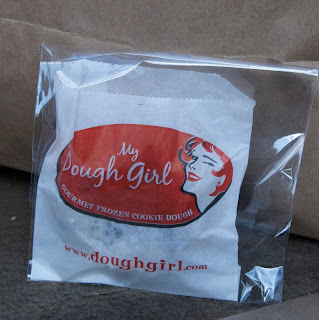 My
Dough Girl
GOURMET FROZEN COOKIE DOUGH
www.doughgirl.com